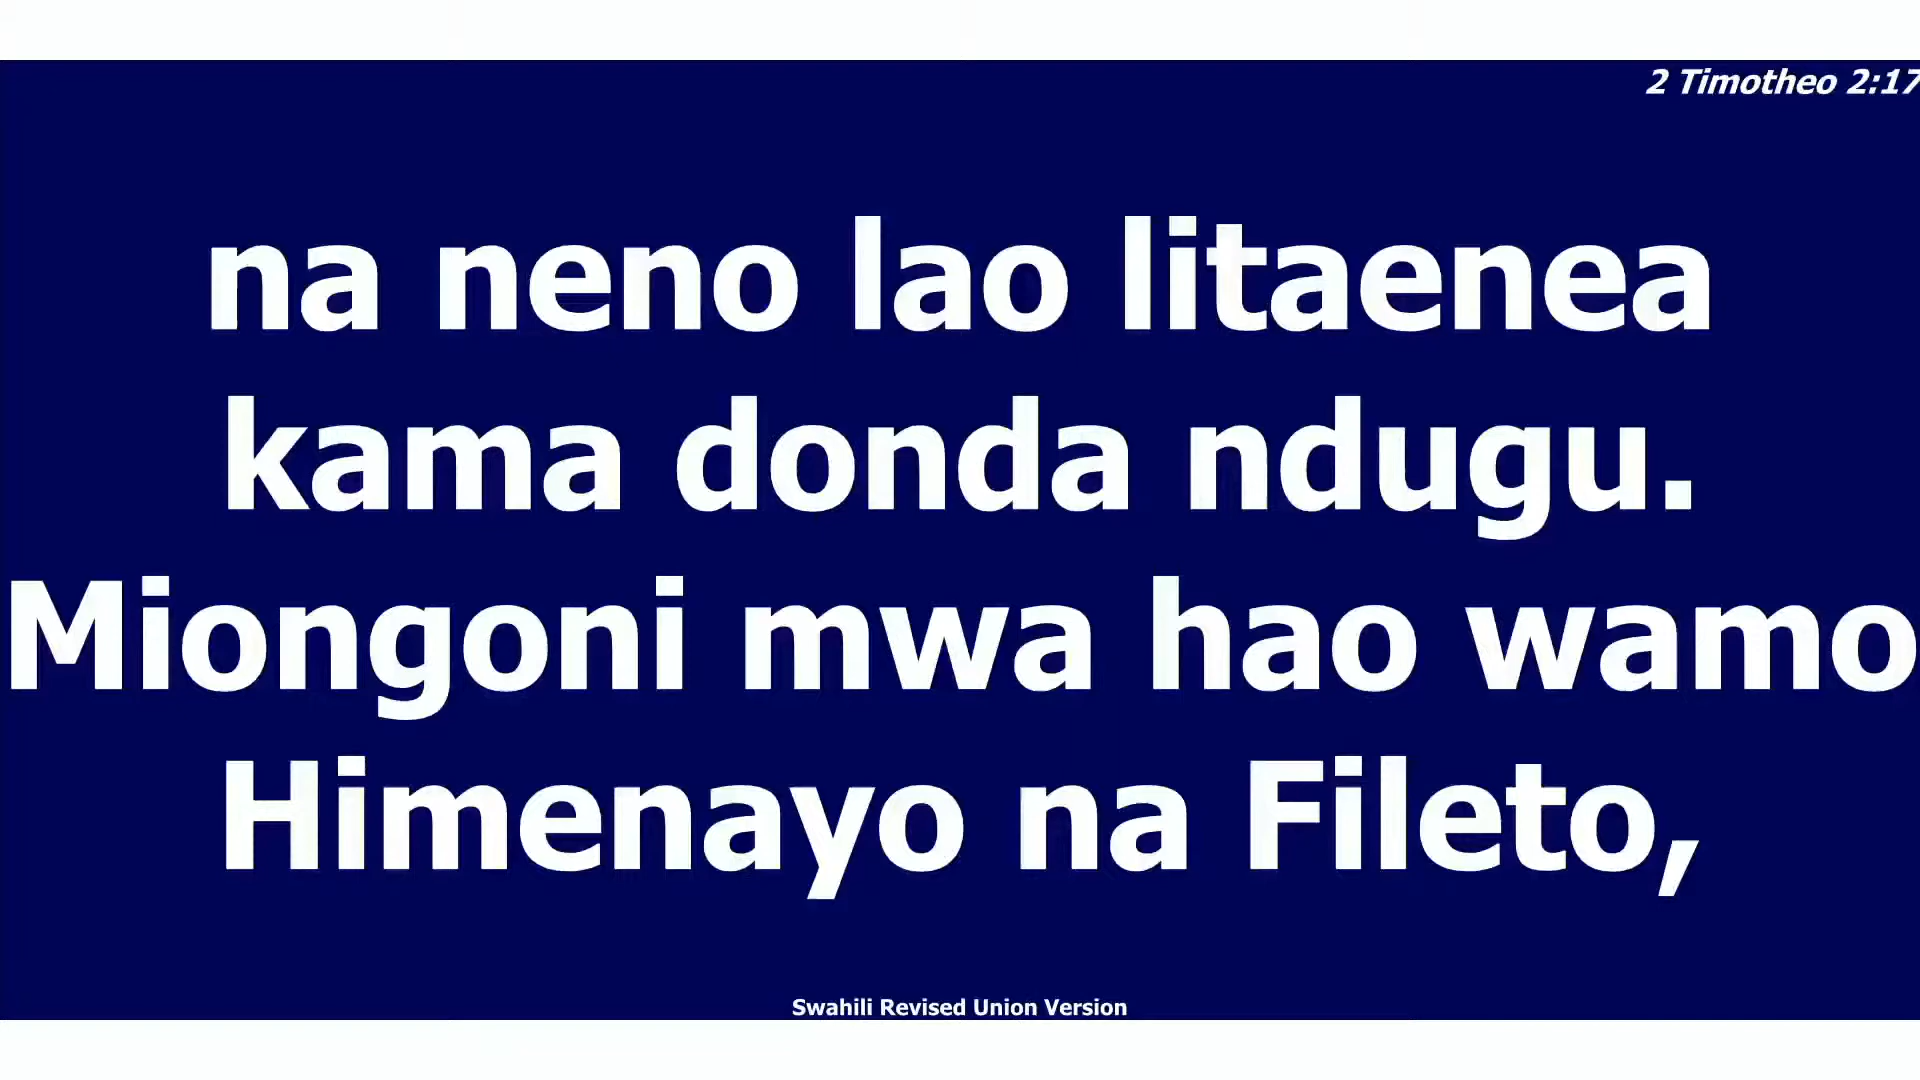 2 Timotheo 2:17
na neno lao litaenea
kama donda ndugu.
Miongoni mwa hao wamo
Himenayo na Fileto,
Swahili Revised Union Version